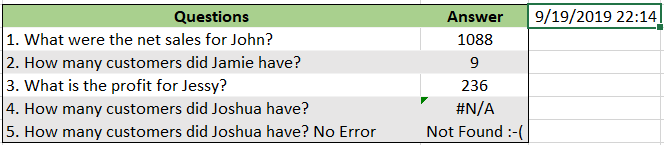 Questions Answer 9/19/2019 22:14
1. What were the net sales for John? 1088
2. How many customers did Jamie have? 9
3. What is the profit for Jessy? 236
4. How many customers did Joshua have? #N/A
5. How many customers did Joshua have? No Error Not Found :-(